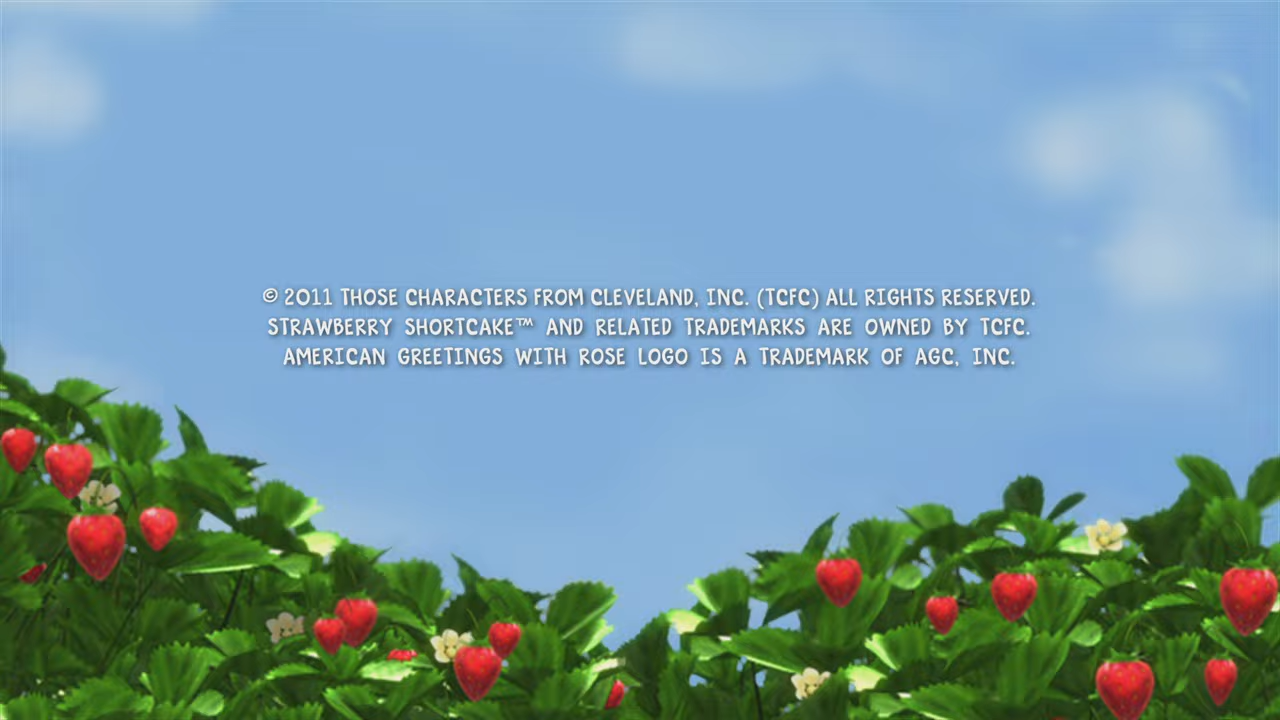 © 2011 THOSE CHARACTERS FROM CLEVELAND, INC. (TCFC) ALL RIGHTS RESERVED.
STRAWBERRY SHORTCAKE™ AND RELATED TRADEMARKS ARE OWNED BY TCFC.
AMERICAN GREETINGS WITH ROSE LOGO IS A TRADEMARK OF AGC, INC.